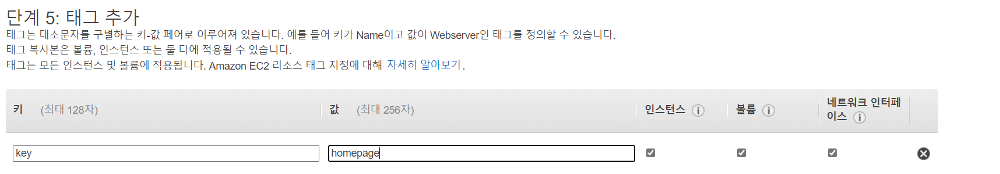 단계 5: 태그 추가
태그는 대소문자를 구별하는 키-값 페어로 이루어져 있습니다. 예를 들어 키가 Name이고 값이 Webserver인 태그를 정의할 수 있습니다.
태그 복사본은 볼륨, 인스턴스 또는 둘 다에 적용될 수 있습니다.
태그는 모든 인스턴스 및 볼륨에 적용됩니다. Amazon EC2 리소스 태그 지정에 대해 자세히 알아보기.
키 (최대 128자) 값 (최대 256자) 인스턴스 i 볼륨 i 네트워크 인터페
이스 i
key homepage